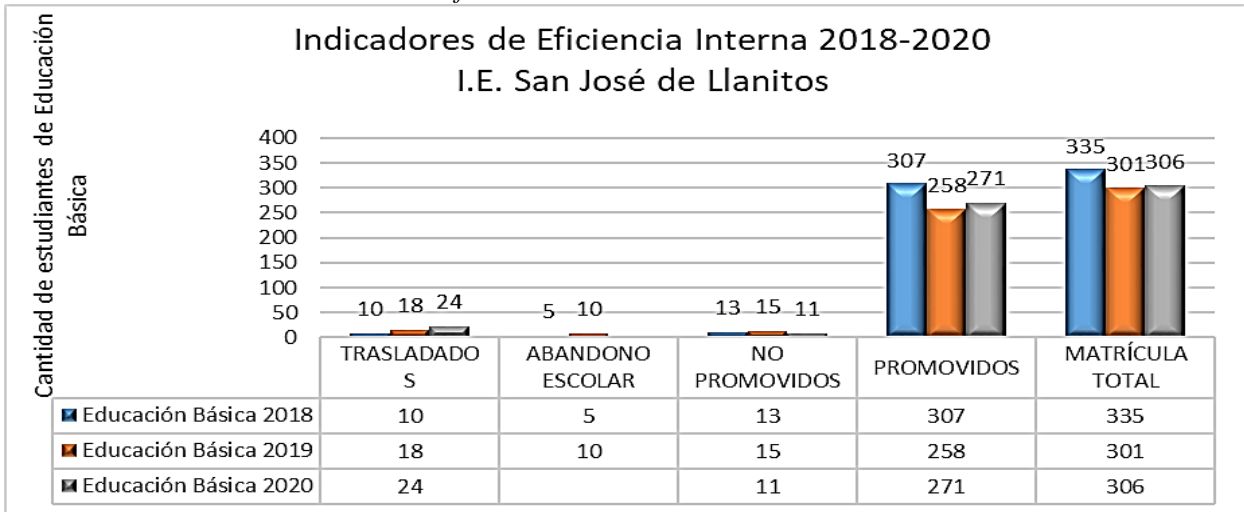 Indicadores de Eficiencia Interna 2018-2020
I.E. San José de Llanitos
Cantidad de estudiantes de Educación
Básica
400
350
300
250
200
150
100
50
0
10 18 24
5 10
13 15 11
307 258 271
335 301 306
TRASLADADO
S
ABANDONO
ESCOLAR
NO
PROMOVIDOS
PROMOVIDOS
MATRÍCULA
TOTAL
Educación Básica 2018 10 5 13 307 335
Educación Básica 2019 18 10 15 258 301
Educación Básica 2020 24 11 271 306